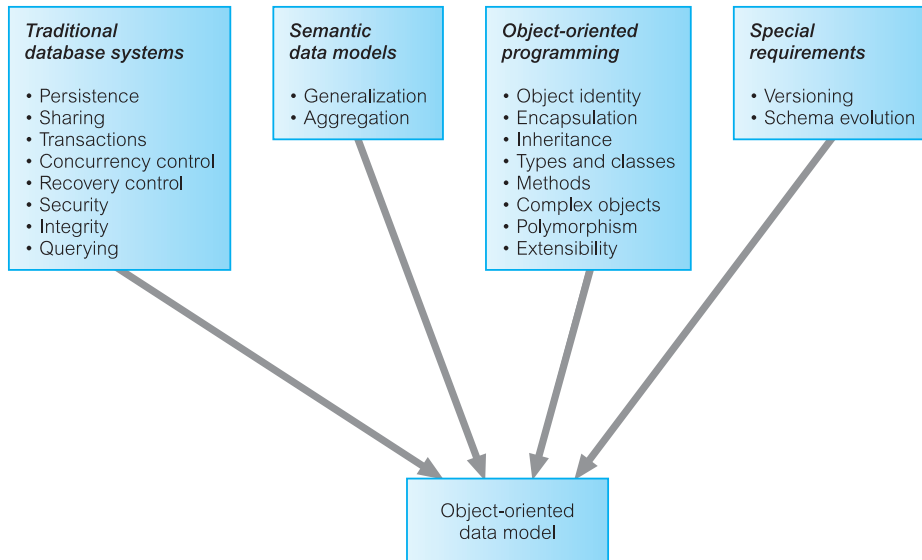 Traditional
database systems
• Persistence
• Sharing
• Transactions
• Concurrency control
• Recovery control
• Security
• Integrity
• Querying
Semantic
data models
• Generalization
• Aggregation
Object-oriented
programming
• Object identity
• Encapsulation
• Inheritance
• Types and classes
• Methods
• Complex objects
• Polymorphism
• Extensibility
Special
requirements
• Versioning
• Schema evolution
Object-oriented
data model